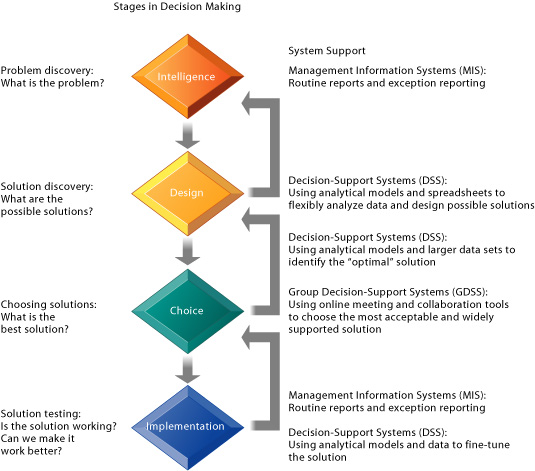 Stages in Decision Making
System Support
Problem discovery:
What is the problem?
Intelligence
Management Information Systems (MIS):
Routine reports and exception reporting
Solution discovery:
What are the
possible solutions?
Design
Decision-Support Systems (DSS):
Using analytical models and spreadsheets to
flexibly analyze data and design possible solutions
Decision-Support Systems (DSS):
Using analytical models and larger data sets to
identify the “optimal” solution
Choosing solutions:
What is the
best solution?
Choice
Group Decision-Support Systems (GDSS):
Using online meeting and collaboration tools
to choose the most acceptable and widely
supported solution
Solution testing:
Is the solution working?
Can we make it
work better?
Implementation
Management Information Systems (MIS):
Routine reports and exception reporting
Decision-Support Systems (DSS):
Using analytical models and data to fine-tune
the solution